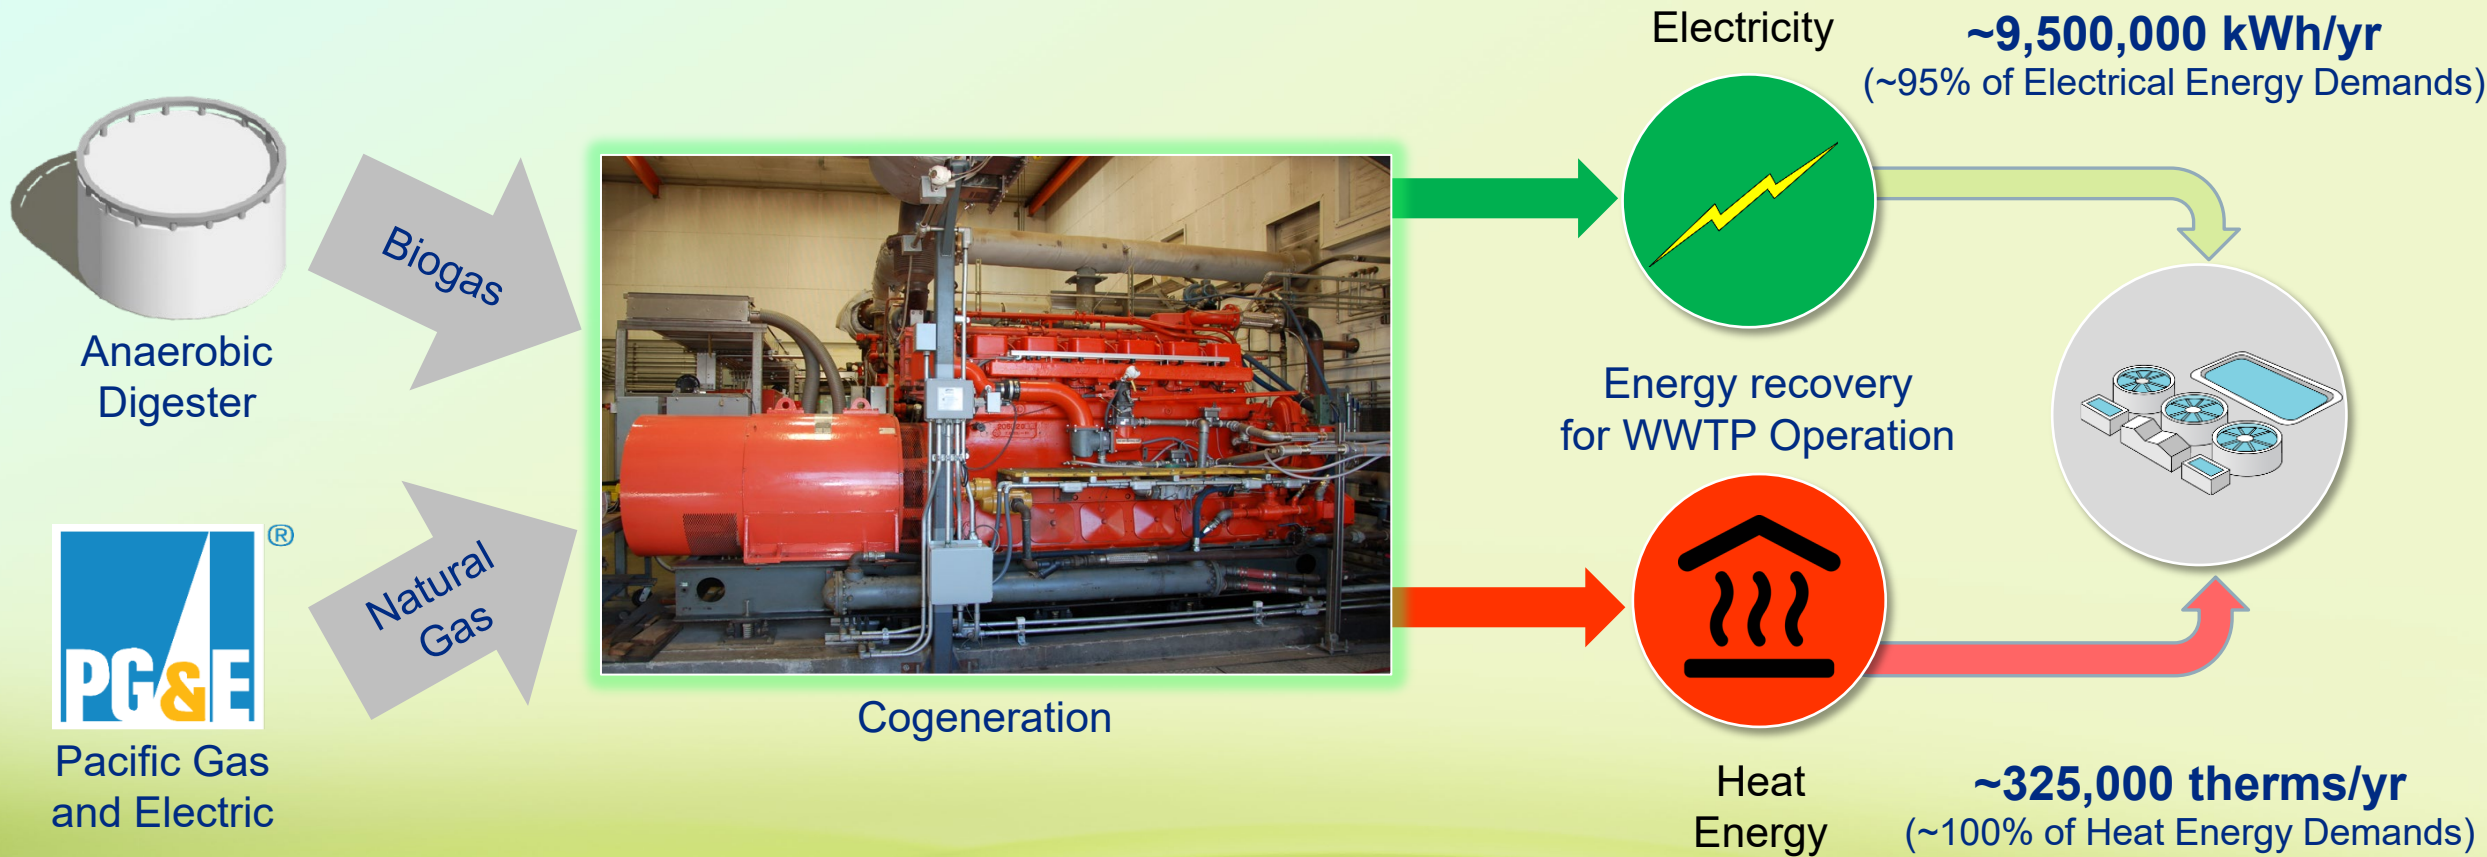 Electricity
~9,500,000 kWh/yr
(~95% of Electrical Energy Demands)
Biogas
Anaerobic
Digester
Energy recovery
for WWTP Operation
PG&E®
Natural
Gas
Pacific Gas
and Electric
Cogeneration
Heat
Energy
~325,000 therms/yr
(~100% of Heat Energy Demands)